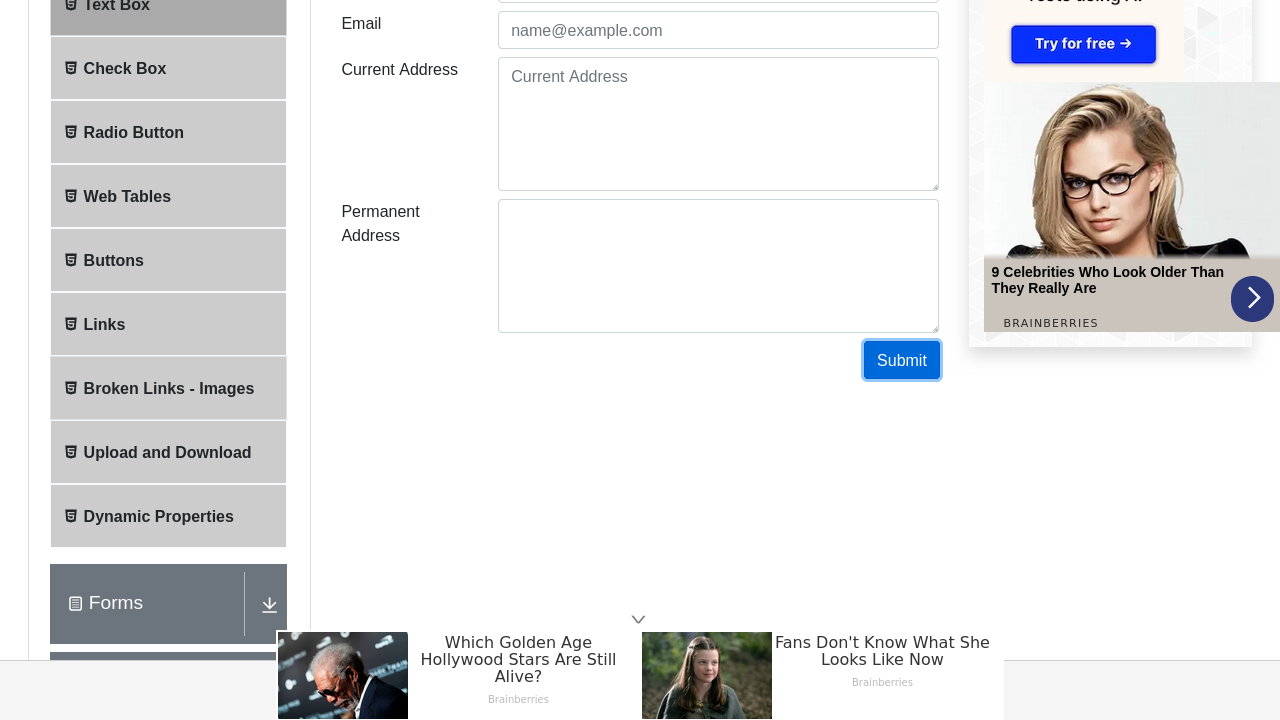 Text Box
Check Box
Radio Button
Web Tables
Buttons
Links
Broken Links - Images
Upload and Download
Dynamic Properties
Forms
Email
name@example.com
Current Address
Current Address
Permanent
Address
Submit
Try for free →
9 Celebrities Who Look Older Than
They Really Are
BRAINBERRIES
Which Golden Age
Hollywood Stars Are Still
Alive?
Brainberries
Fans Don't Know What She
Looks Like Now
Brainberries